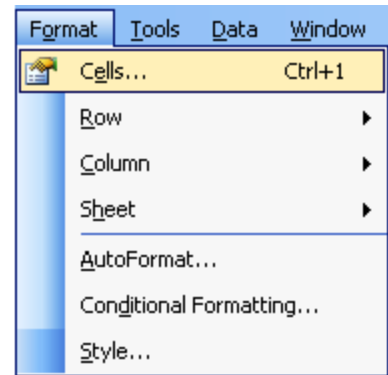 Format Tools Data Window
Cells... Ctrl+1
Row
Column
Sheet
AutoFormat...
Conditional Formatting...
Style...